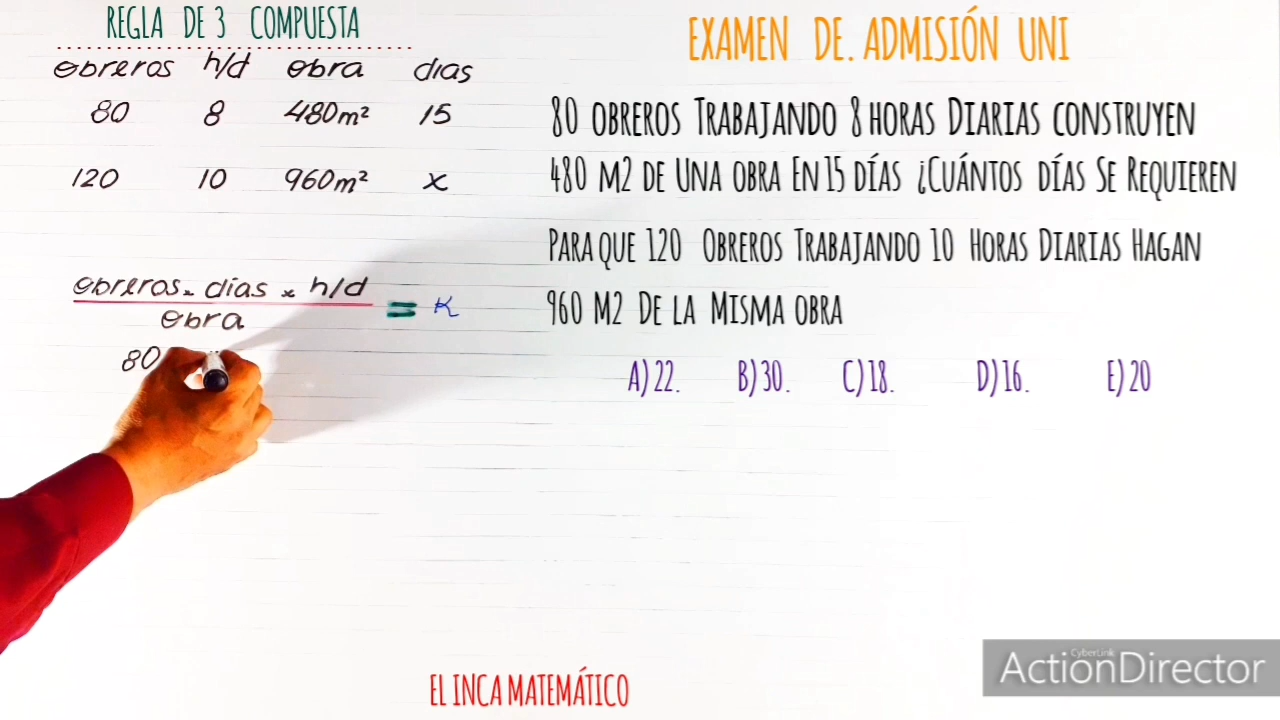 REGLA DE 3 COMPUESTA
obreros h/d obra dias
80 8 480m² 15
120 10 960m² x
obreros x días x h/d
obra
= K
80
EXAMEN DE. ADMISIÓN UNI
80 OBREROS TRABAJANDO 8 HORAS DIARIAS CONSTRUYEN
480 M2 DE UNA OBRA EN 15 DÍAS ¿CUÁNTOS DÍAS SE REQUIEREN
PARA QUE 120 OBREROS TRABAJANDO 10 HORAS DIARIAS HAGAN
960 M2 DE LA MISMA OBRA
A) 22. B) 30. C) 18. D) 16. E) 20
EL INCA MATEMÁTICO
CyberLink
ActionDirector